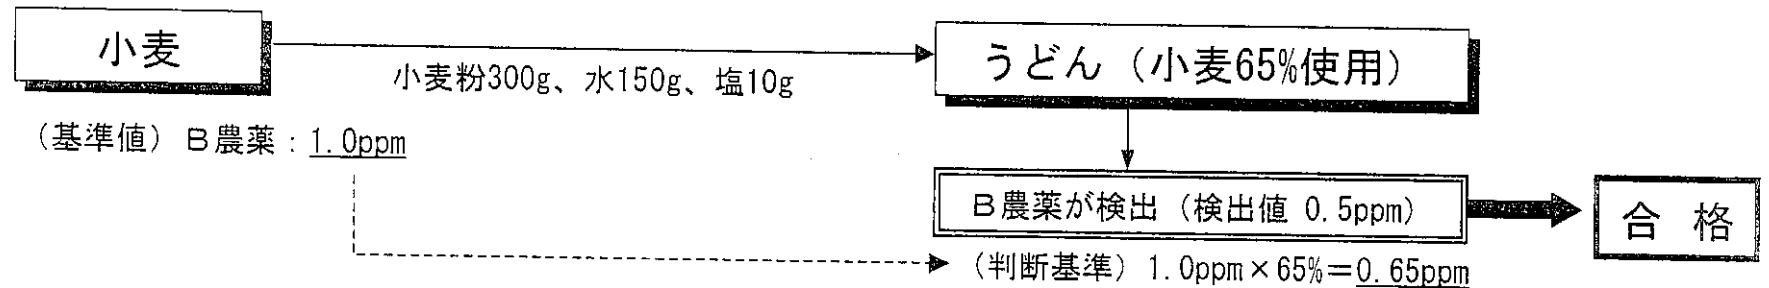 小麦
小麦粉300g、水150g、塩10g
うどん（小麦65%使用）
（基準値）Ｂ農薬：1.0ppm
Ｂ農薬が検出（検出値 0.5ppm）
合 格
（判断基準）1.0ppm×65%＝0.65ppm